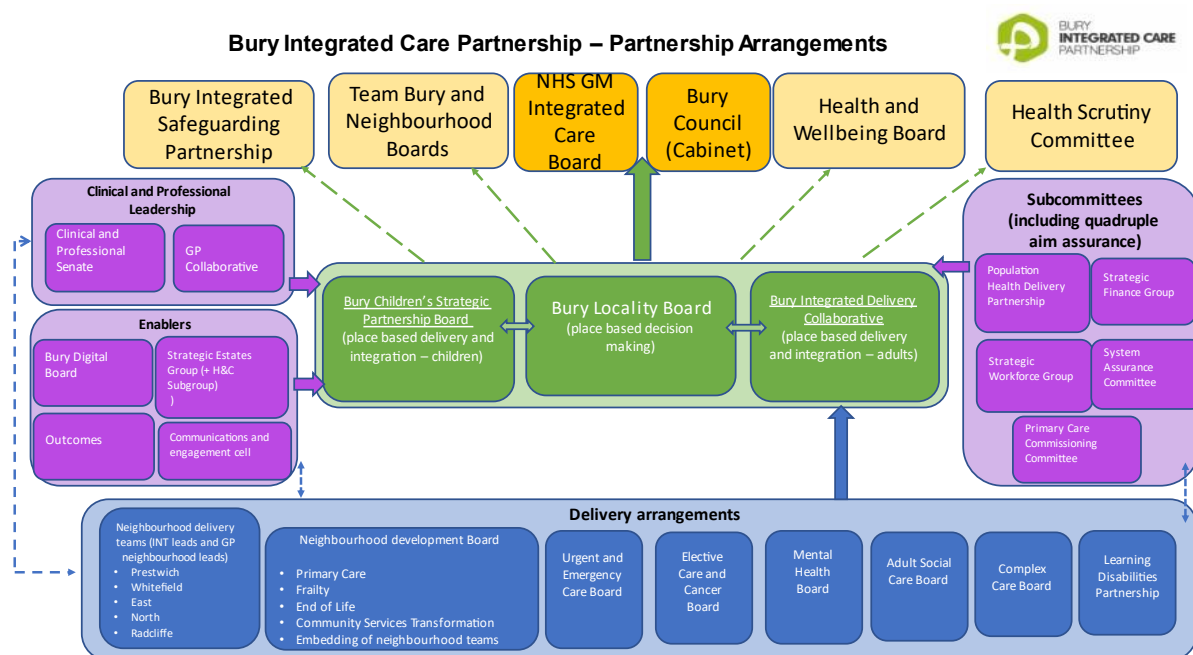 Bury Integrated Care Partnership – Partnership Arrangements
BURY
INTEGRATED CARE
PARTNERSHIP
Bury Integrated
Safeguarding
Partnership
Team Bury and
Neighbourhood
Boards
NHS GM
Integrated
Care
Board
Bury
Council
(Cabinet)
Health and
Wellbeing Board
Health Scrutiny
Committee
Clinical and Professional
Leadership
Clinical and
Professional
Senate
GP
Collaborative
Enablers
Bury Digital
Board
Strategic Estates
Group (+ H&C
Subgroup)
)
Outcomes
Communications and
engagement cell
Bury Children’s Strategic
Partnership Board
(place based delivery and
integration – children)
Bury Locality Board
(place based decision
making)
Bury Integrated Delivery
Collaborative
(place based delivery
and integration – adults)
Subcommittees
(including quadruple
aim assurance)
Population
Health Delivery
Partnership
Strategic
Finance Group
Strategic
Workforce Group
System
Assurance
Committee
Primary Care
Commissioning
Committee
Delivery arrangements
Neighbourhood delivery
teams (INT leads and GP
neighbourhood leads)
• Prestwich
• Whitefield
• East
• North
• Radcliffe
Neighbourhood development Board
• Primary Care
• Frailty
• End of Life
• Community Services Transformation
• Embedding of neighbourhood teams
Urgent and
Emergency
Care Board
Elective
Care and
Cancer
Board
Mental
Health
Board
Adult Social
Care Board
Complex
Care Board
Learning
Disabilities
Partnership